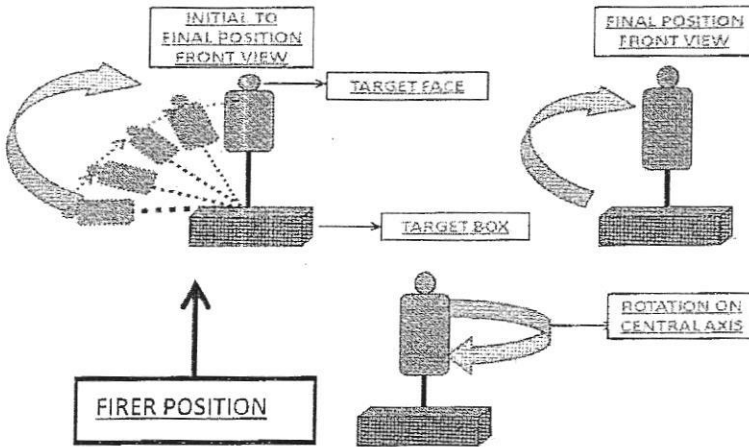 INITIAL TO
FINAL POSITION
FRONT VIEW
FINAL POSITION
FRONT VIEW
TARGET FACE
TARGET BOX
ROTATION ON
CENTRAL AXIS
FIRER POSITION